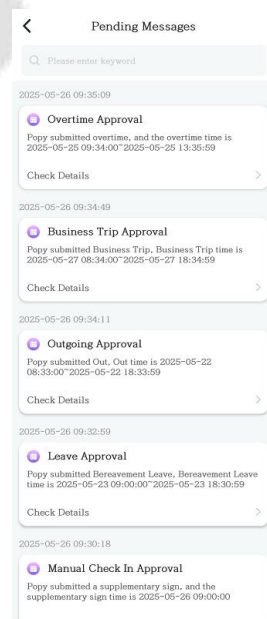 Pending Messages
Please enter keyword
2025-05-26 09:35:09
Overtime Approval
Popy submitted overtime, and the overtime time is
2025-05-25 09:34:00~2025-05-25 13:35:59
Check Details
2025-05-26 09:34:49
Business Trip Approval
Popy submitted Business Trip, Business Trip time is
2025-05-27 08:34:00~2025-05-27 18:34:59
Check Details
2025-05-26 09:34:11
Outgoing Approval
Popy submitted Out, Out time is 2025-05-22
08:33:00~2025-05-22 18:33:59
Check Details
2025-05-26 09:32:59
Leave Approval
Popy submitted Bereavement Leave, Bereavement Leave
time is 2025-05-23 09:00:00~2025-05-23 18:30:59
Check Details
2025-05-26 09:30:18
Manual Check In Approval
Popy submitted a supplementary sign, and the
supplementary sign time is 2025-05-26 09:00:00